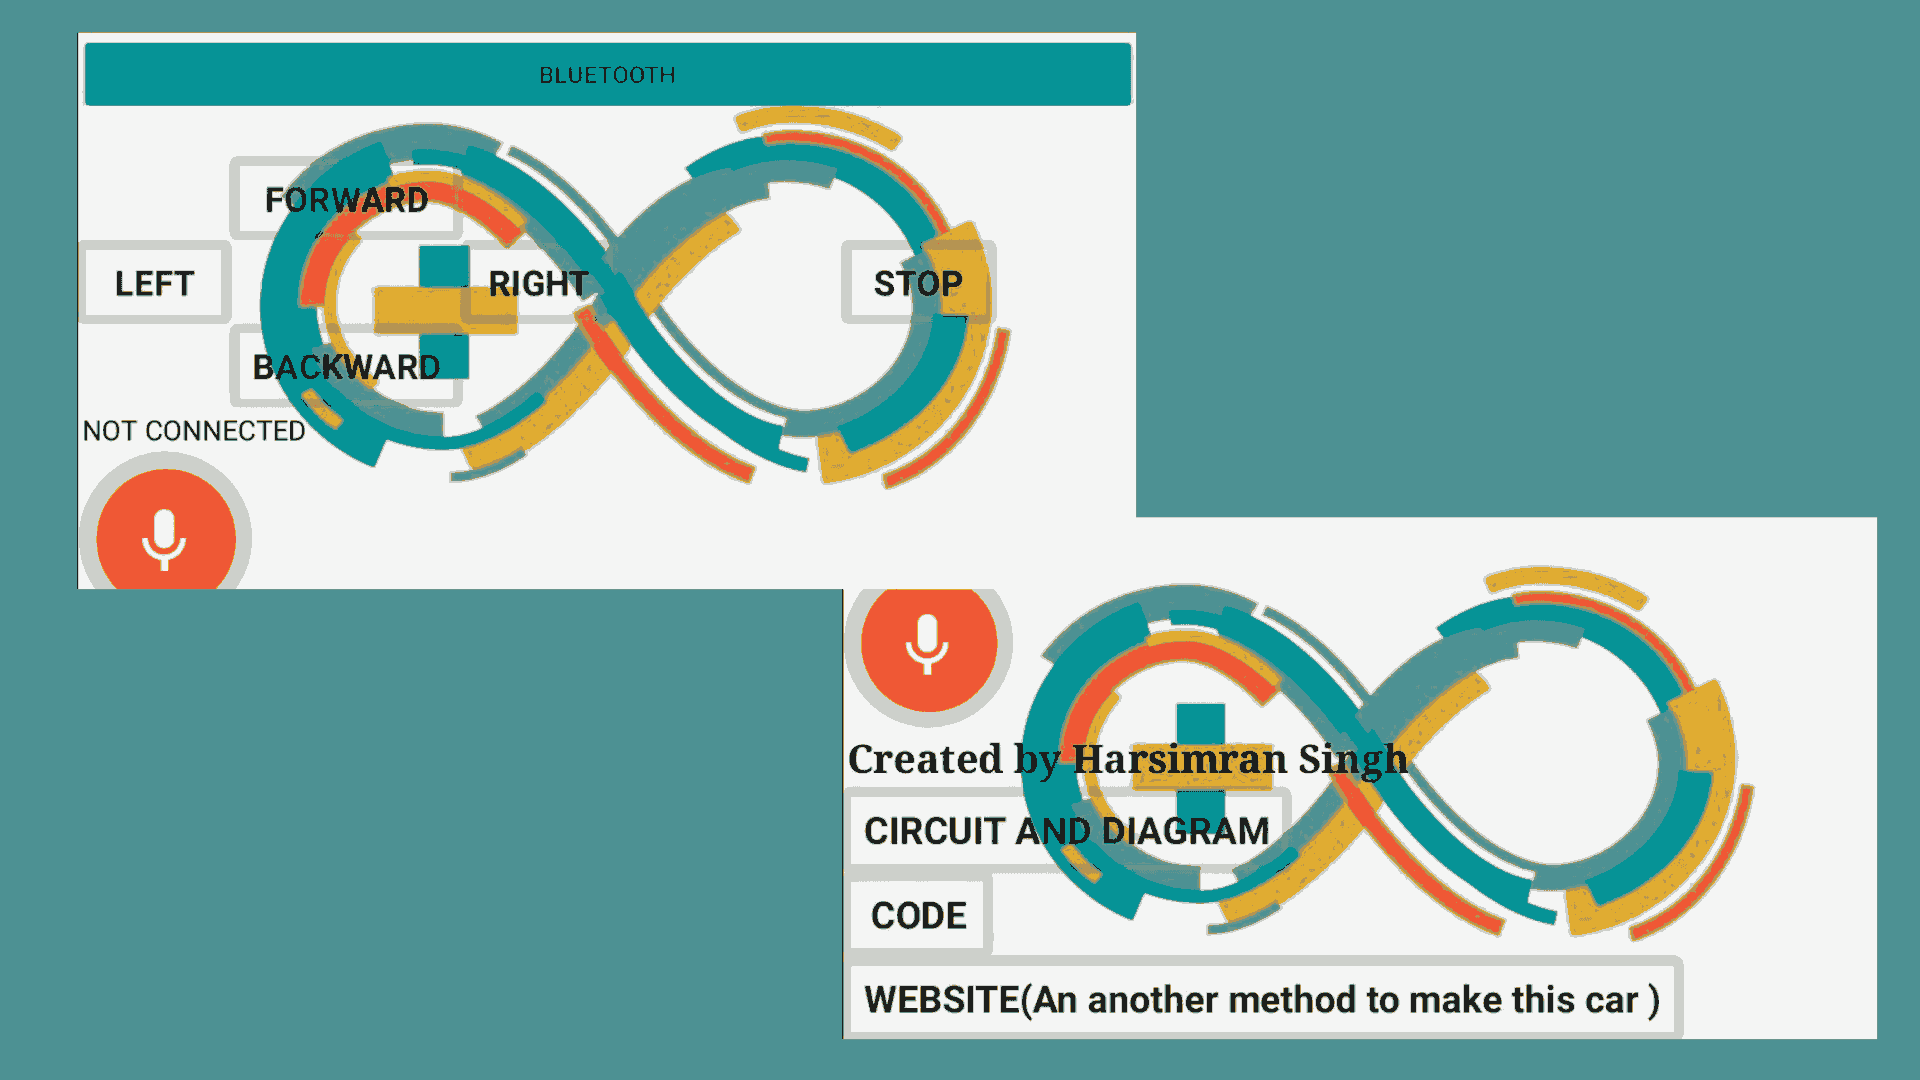 BLUETOOTH
FORWARD
LEFT
RIGHT
STOP
BACKWARD
NOT CONNECTED
Created by Harsimran Singh
CIRCUIT AND DIAGRAM
CODE
WEBSITE(An another method to make this car )